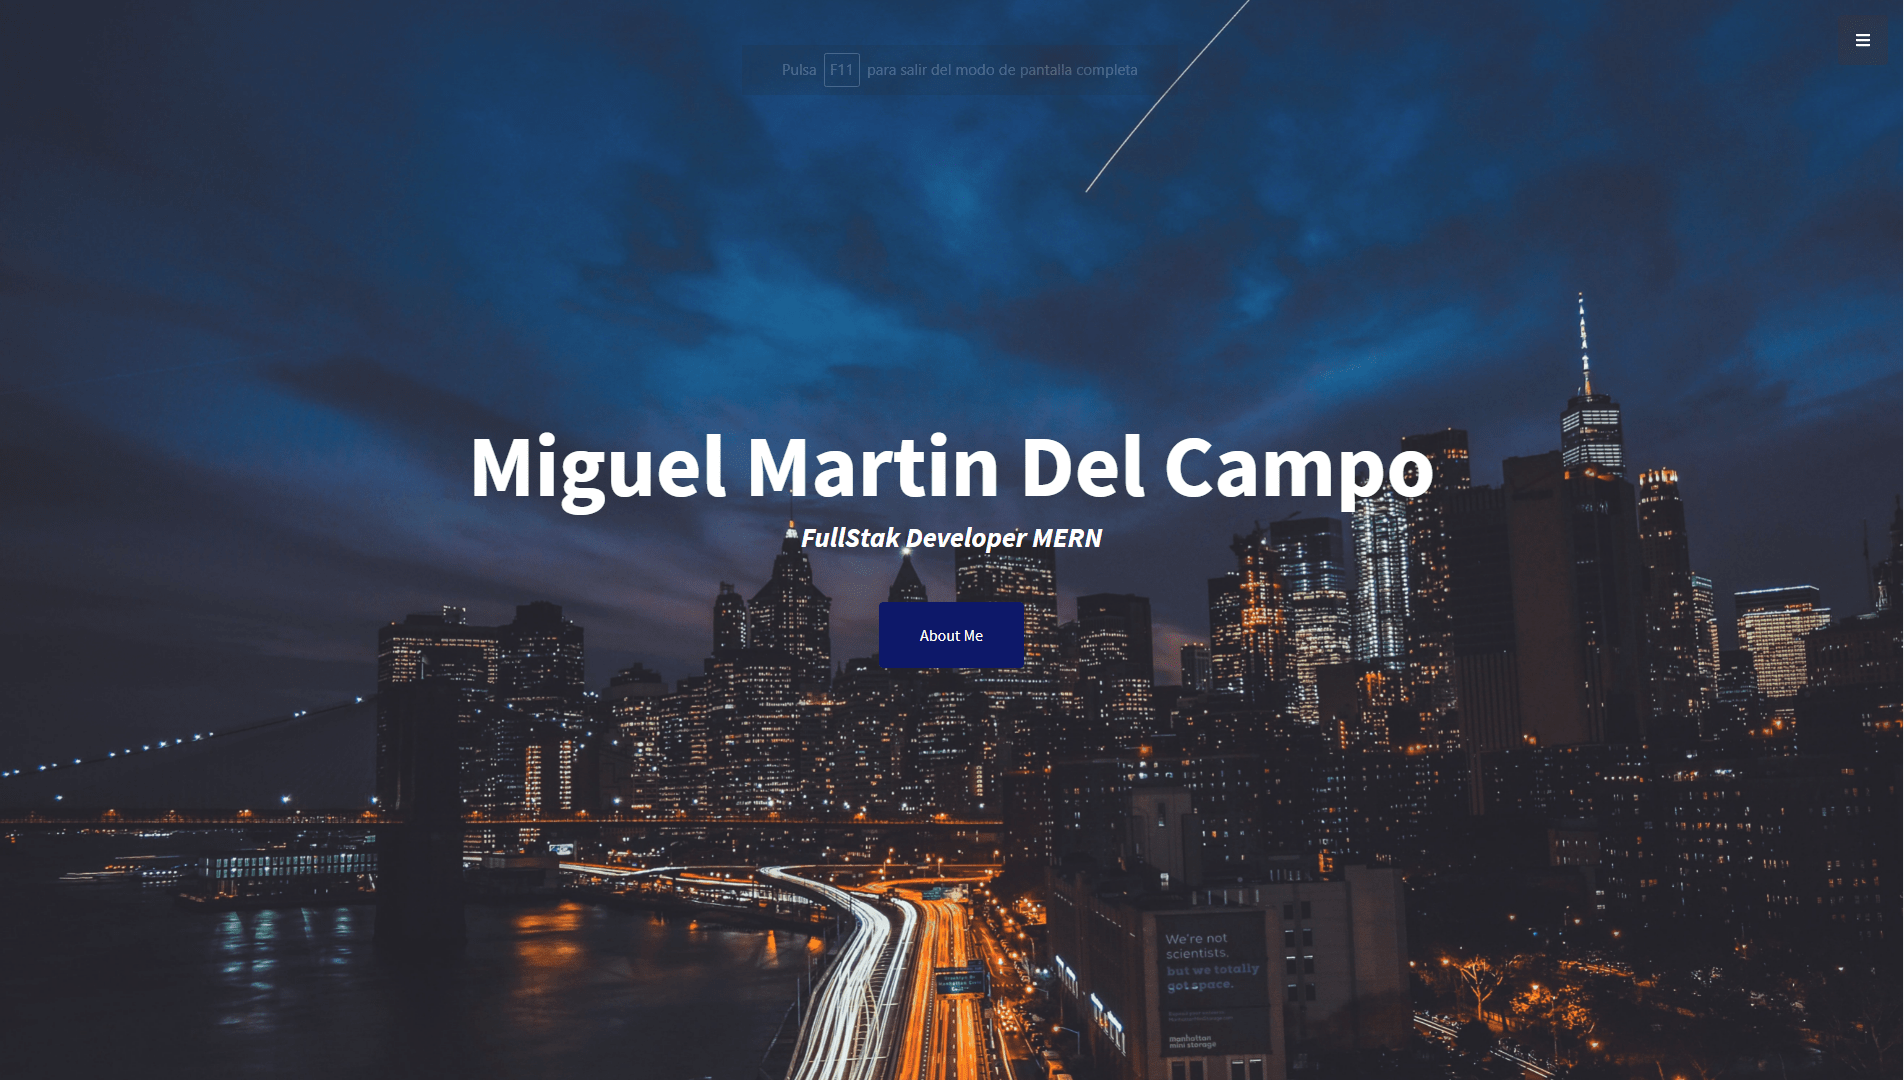 Pulsa F11 para salir del modo de pantalla completa
Miguel Martin Del Campo
FullStak Developer MERN
About Me
We're not
scientists,
but we totally
got space.
manhattan
mini storage